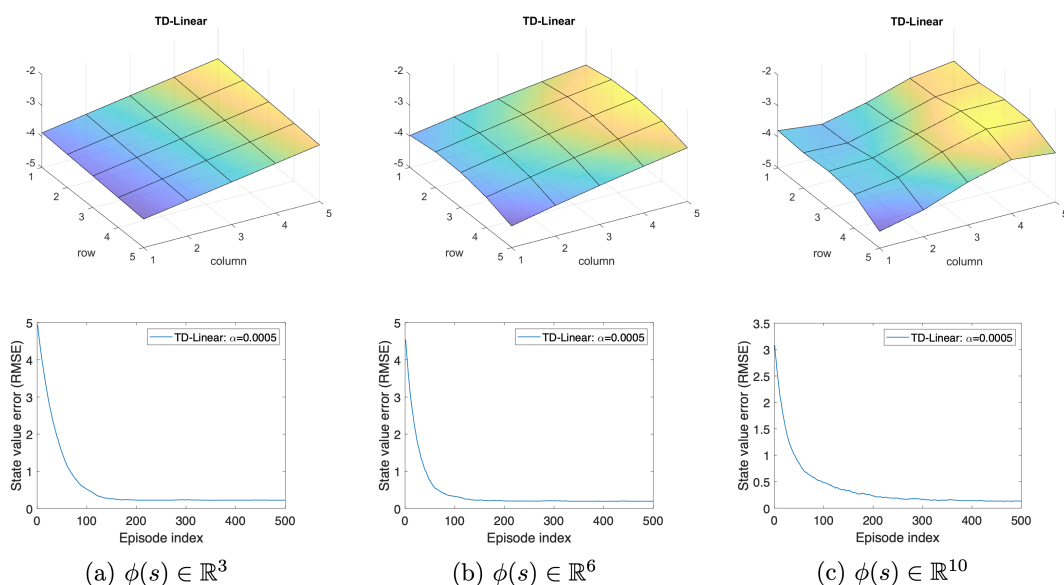 TD-Linear
-2
-3
-4
-5
1
2
3
4
5
row
1
2
3
4
5
column
TD-Linear
-2
-3
-4
-5
1
2
3
4
5
row
1
2
3
4
5
column
TD-Linear
-2
-3
-4
-5
1
2
3
4
5
row
1
2
3
4
5
column
State value error (RMSE)
5
4
3
2
1
0
TD-Linear: α=0.0005
0 100 200 300 400 500
Episode index
(a) ϕ(s) ∈ ℝ³
State value error (RMSE)
5
4
3
2
1
0
TD-Linear: α=0.0005
0 100 200 300 400 500
Episode index
(b) ϕ(s) ∈ ℝ⁶
State value error (RMSE)
3.5
3
2.5
2
1.5
1
0.5
0
TD-Linear: α=0.0005
0 100 200 300 400 500
Episode index
(c) ϕ(s) ∈ ℝ¹⁰